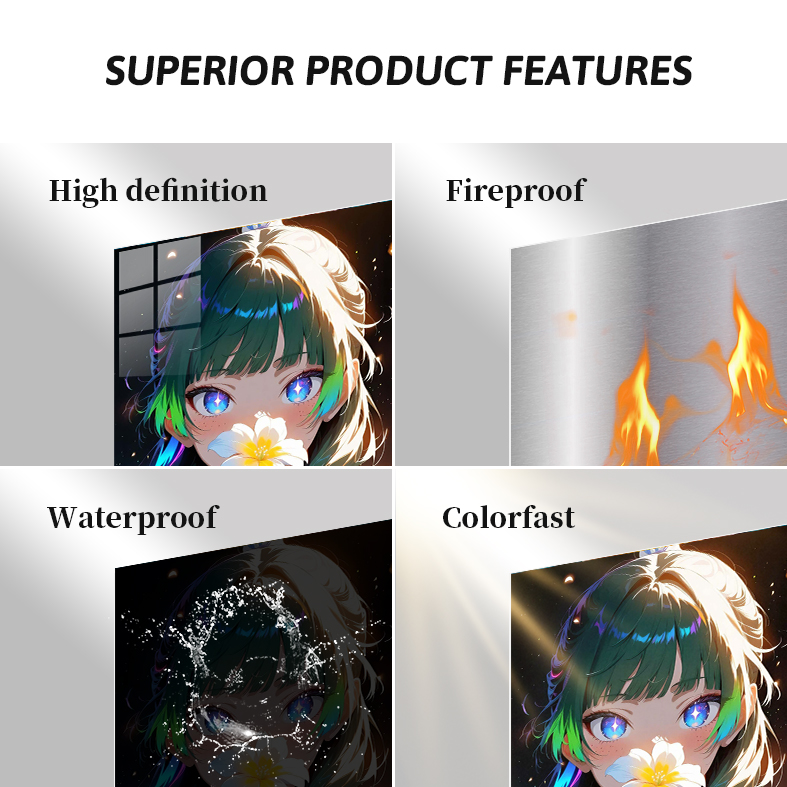 SUPERIOR PRODUCT FEATURES
High definition
Fireproof
Waterproof
Colorfast